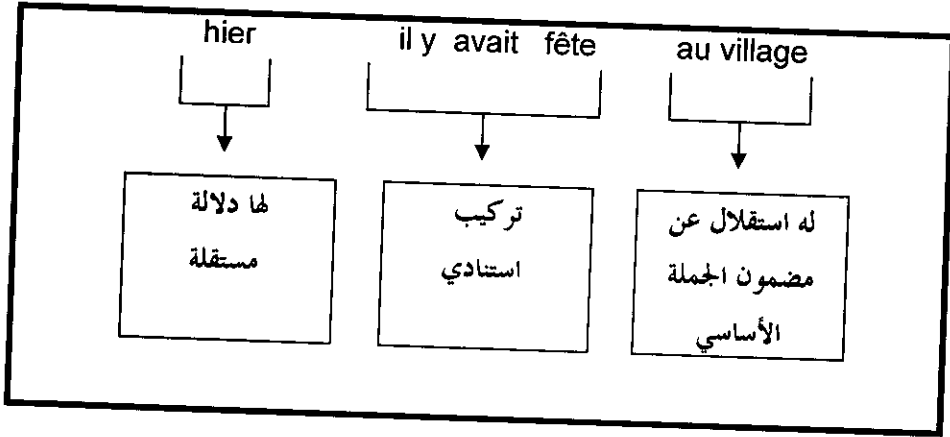 hier il y avait fête au village
لها دلالة
مستقلة
تركيب
استنادي
له استقلال عن
مضمون الجملة
الأساسي